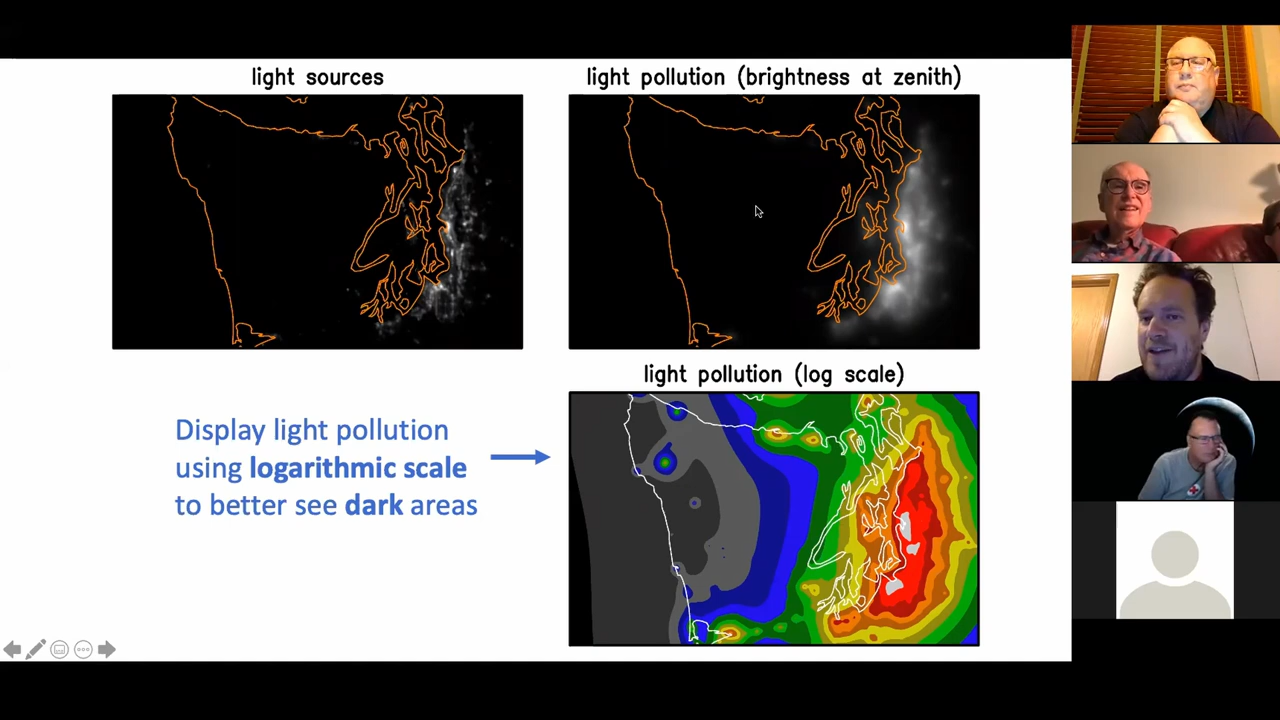 light sources
light pollution (brightness at zenith)
light pollution (log scale)
Display light pollution
using logarithmic scale
to better see dark areas